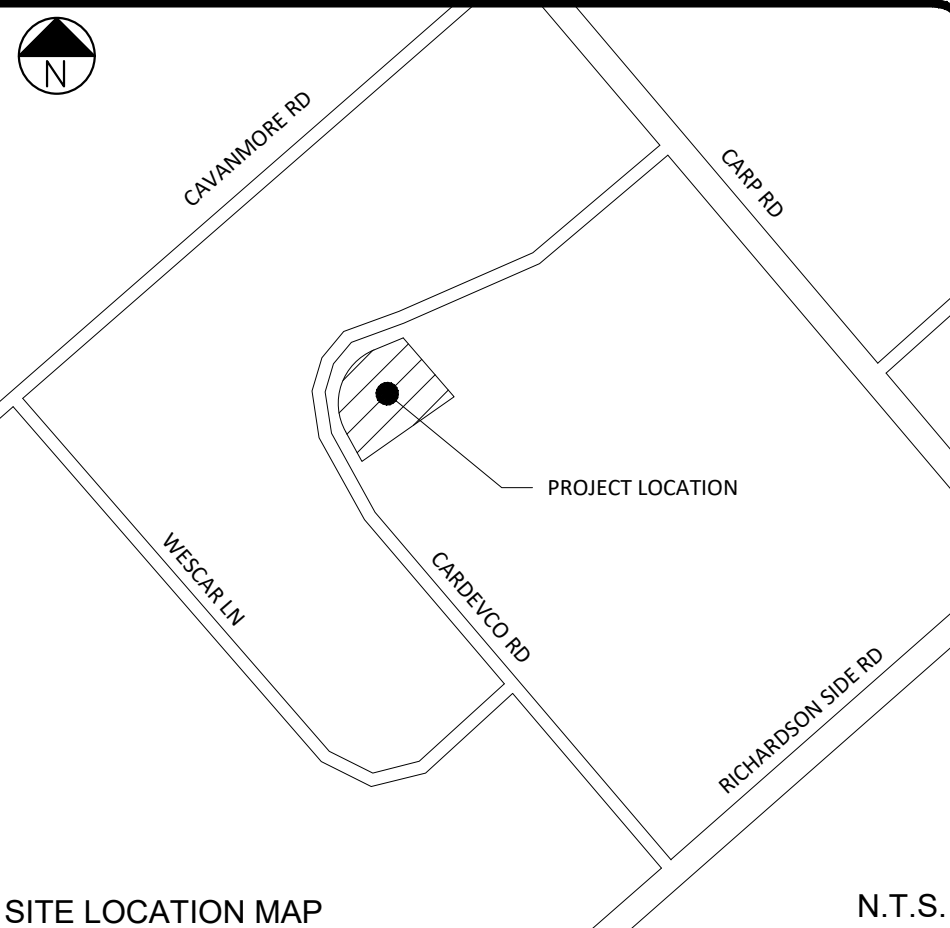 N
CAVANMORE RD
CARP RD
PROJECT LOCATION
WESCAR LN
CARDEVCO RD
RICHARDSON SIDE RD
SITE LOCATION MAP
N.T.S.